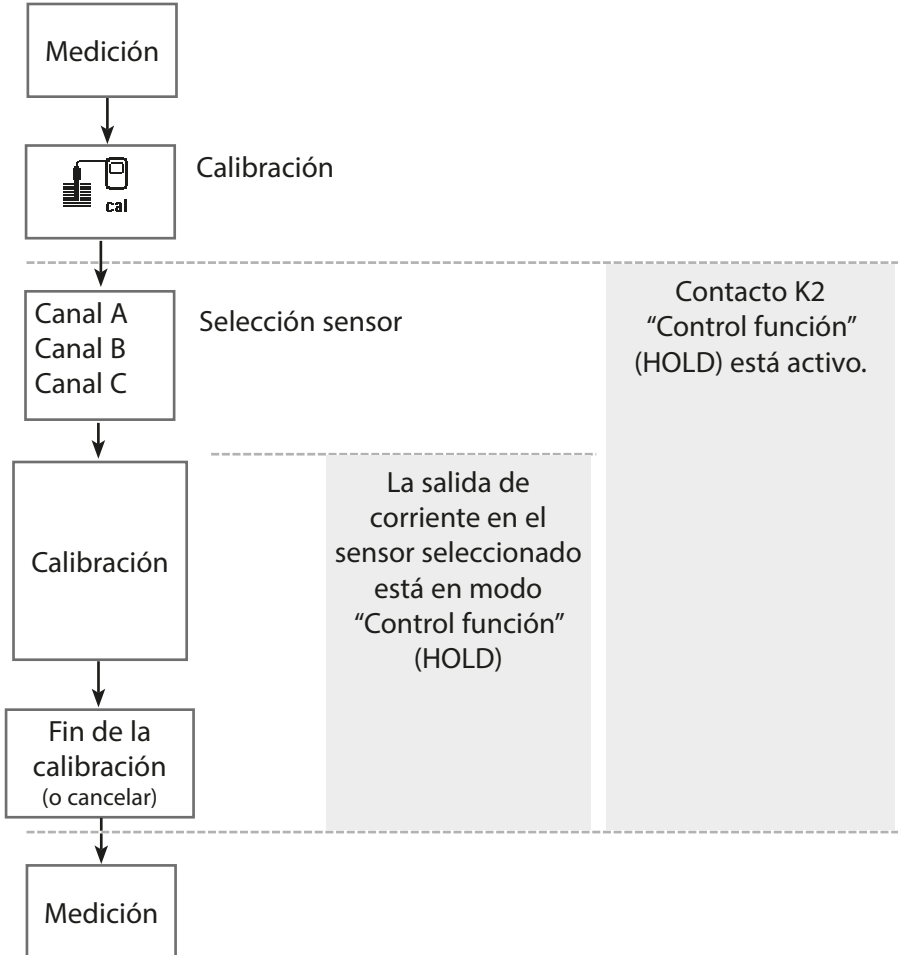 Medición
cal
Calibración
Canal A
Canal B
Canal C
Selección sensor
Contacto K2
“Control función”
(HOLD) está activo.
Calibración
La salida de
corriente en el
sensor seleccionado
está en modo
“Control función”
(HOLD)
Fin de la
calibración
(o cancelar)
Medición